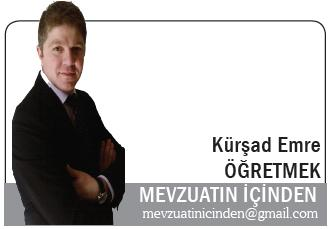 Kürşad Emre
ÖĞRETMEK
MEVZUATIN İÇİNDEN
mevzuatinicinden@gmail.com